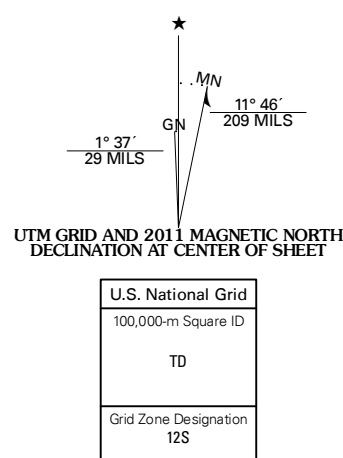 ★
MN
GN
11° 46´
209 MILS
1° 37´
29 MILS
UTM GRID AND 2011 MAGNETIC NORTH
DECLINATION AT CENTER OF SHEET
U.S. National Grid
100,000-m Square ID
TD
Grid Zone Designation
12S